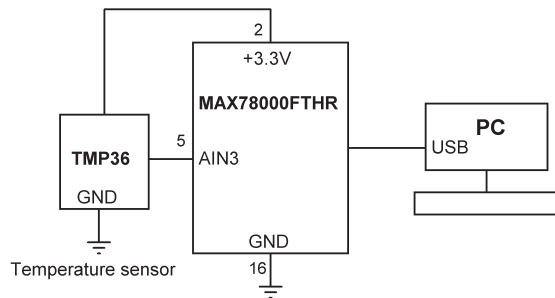 2
+3.3V
MAX78000FTHR
PC
5
TMP36
AIN3
USB
GND
GND
16
Temperature sensor